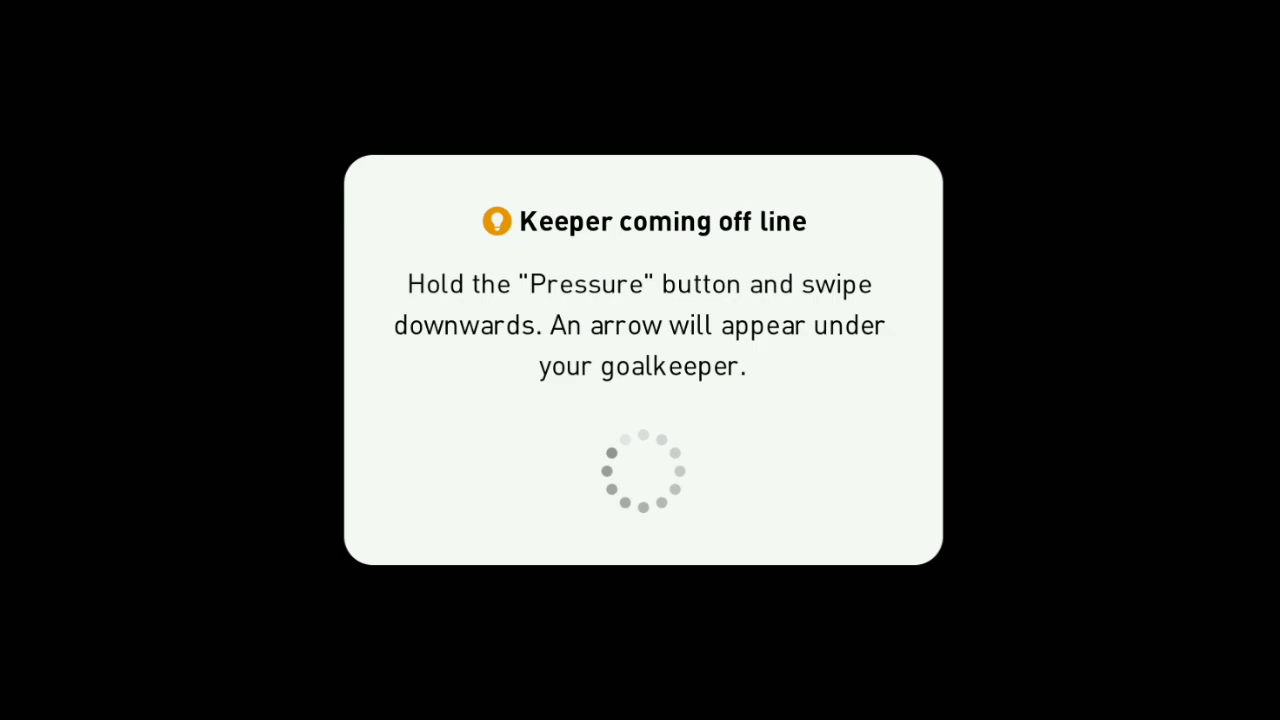 Keeper coming off line
Hold the "Pressure" button and swipe
downwards. An arrow will appear under
your goalkeeper.